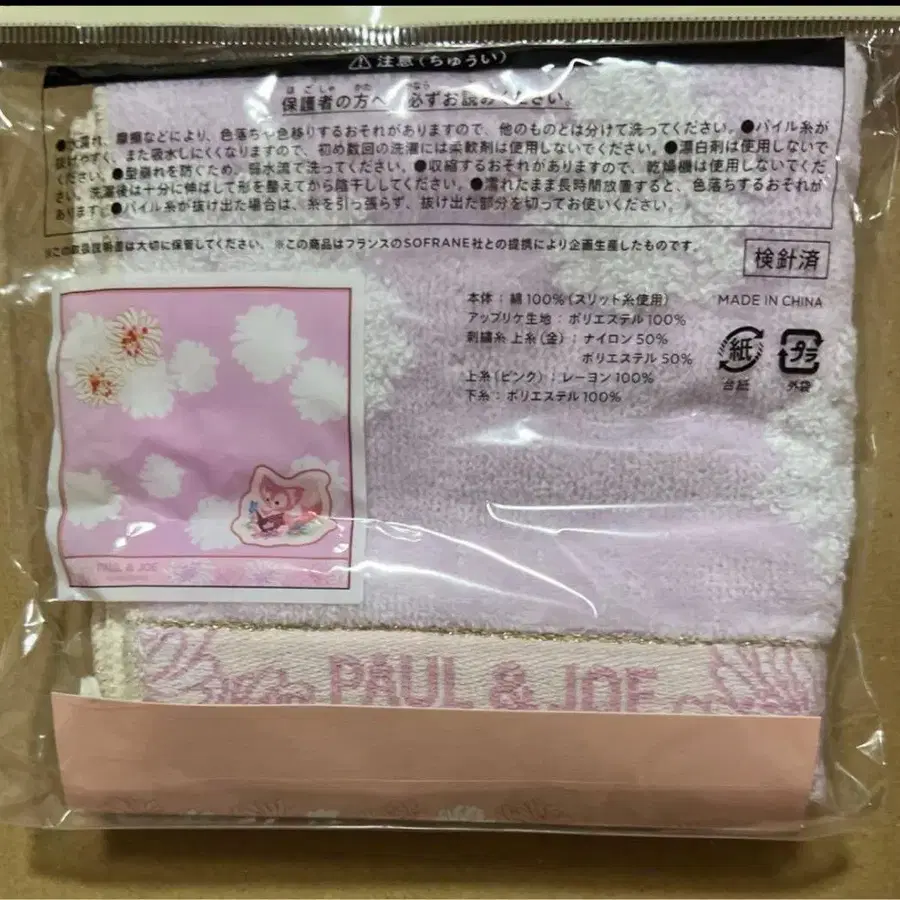 ⚠注意(ちゅうい)
ほごしゃ かた
保護者の方へ 必ずお読みください。
●水濡れ、摩擦などにより、色落ちや色移りするおそれがありますので、他のものとは分けて洗ってください。●パイル糸が
抜けやすく、また吸水しにくくなりますので、初め数回の洗濯には柔軟剤は使用しないでください。●漂白剤は使用しないで
ください。●型崩れを防ぐため、弱水流で洗ってください。●収縮するおそれがありますので、乾燥機は使用しないでくだ
さい。洗濯後は十分に伸ばして形を整えてから陰干ししてください。●濡れたまま長時間放置すると、色落ちするおそれが
あります。●パイル糸が抜け出た場合は、糸を引っ張らず、抜け出た部分を切ってお使いください。
※この取扱説明書は大切に保管してください。※この商品はフランスのSOFRANE社との提携により企画生産したものです。
検針済
本体：綿100%(スリット糸使用)
アップリケ生地：ポリエステル100%
刺繍糸 上糸(金)：ナイロン50%
ポリエステル50%
上糸(ピンク)：レーヨン100%
下糸：ポリエステル100%
MADE IN CHINA
紙
台紙
プラ
外袋
PAUL & JOE
PAUL & JOE